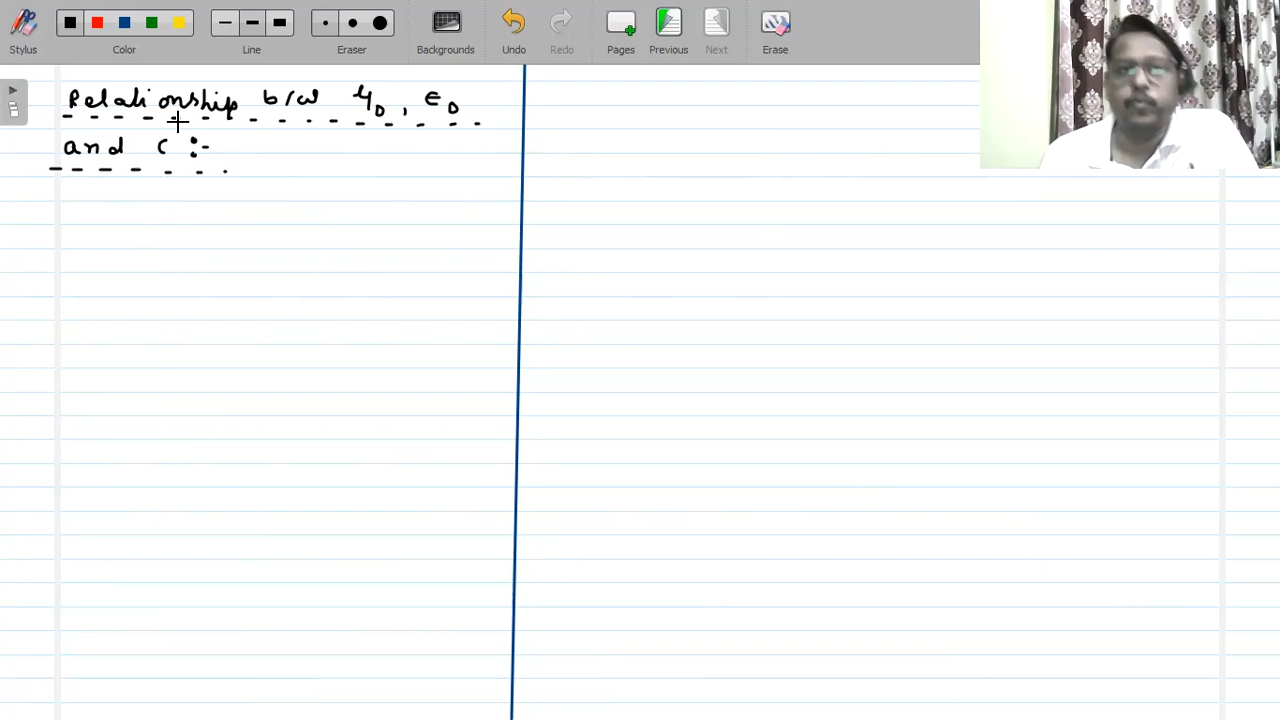 Stylus
Color
Line
Eraser
Backgrounds
Undo
Redo
Pages
Previous
Next
Erase
Relationship b/w μ0, ϵ0
and c :-